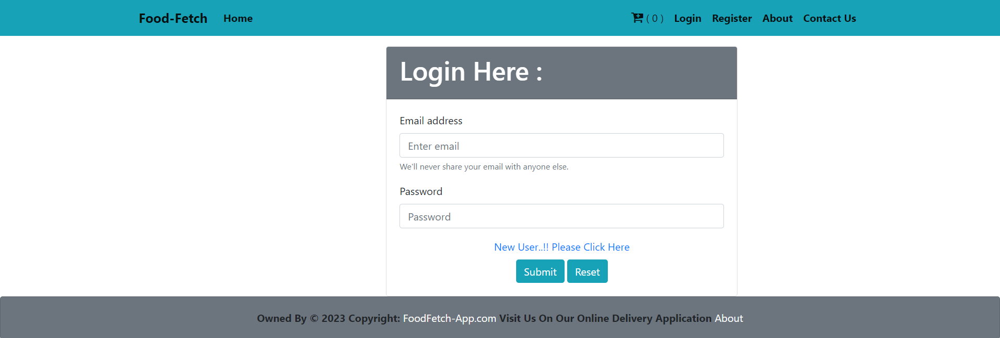 Food-Fetch Home ( 0 ) Login Register About Contact Us
Login Here :
Email address
Enter email
We'll never share your email with anyone else.
Password
Password
New User..!! Please Click Here
Submit Reset
Owned By © 2023 Copyright: FoodFetch-App.com Visit Us On Our Online Delivery Application About